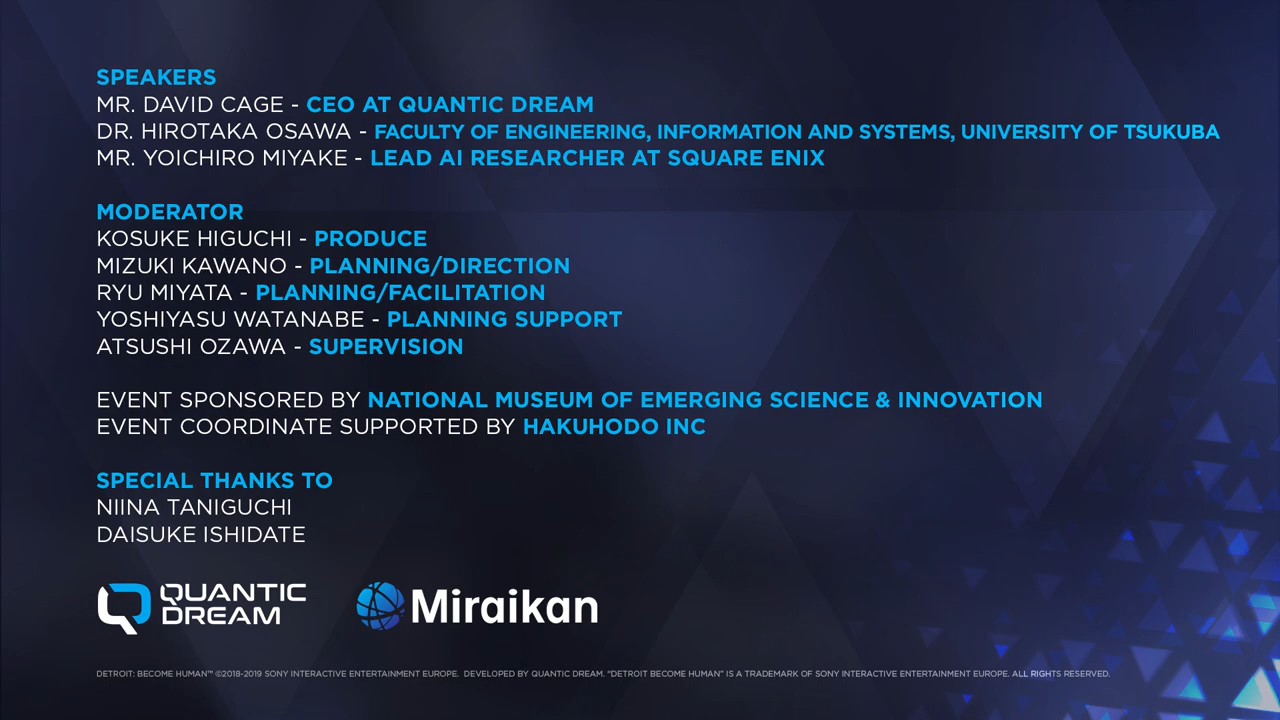 SPEAKERS
MR. DAVID CAGE - CEO AT QUANTIC DREAM
DR. HIROTAKA OSAWA - FACULTY OF ENGINEERING, INFORMATION AND SYSTEMS, UNIVERSITY OF TSUKUBA
MR. YOICHIRO MIYAKE - LEAD AI RESEARCHER AT SQUARE ENIX
MODERATOR
KOSUKE HIGUCHI - PRODUCE
MIZUKI KAWANO - PLANNING/DIRECTION
RYU MIYATA - PLANNING/FACILITATION
YOSHIYASU WATANABE - PLANNING SUPPORT
ATSUSHI OZAWA - SUPERVISION
EVENT SPONSORED BY NATIONAL MUSEUM OF EMERGING SCIENCE & INNOVATION
EVENT COORDINATE SUPPORTED BY HAKUHODO INC
SPECIAL THANKS TO
NIINA TANIGUCHI
DAISUKE ISHIDATE
QUANTIC
DREAM
Miraikan
DETROIT: BECOME HUMAN™ ©2018-2019 SONY INTERACTIVE ENTERTAINMENT EUROPE. DEVELOPED BY QUANTIC DREAM. "DETROIT BECOME HUMAN" IS A TRADEMARK OF SONY INTERACTIVE ENTERTAINMENT EUROPE. ALL RIGHTS RESERVED.